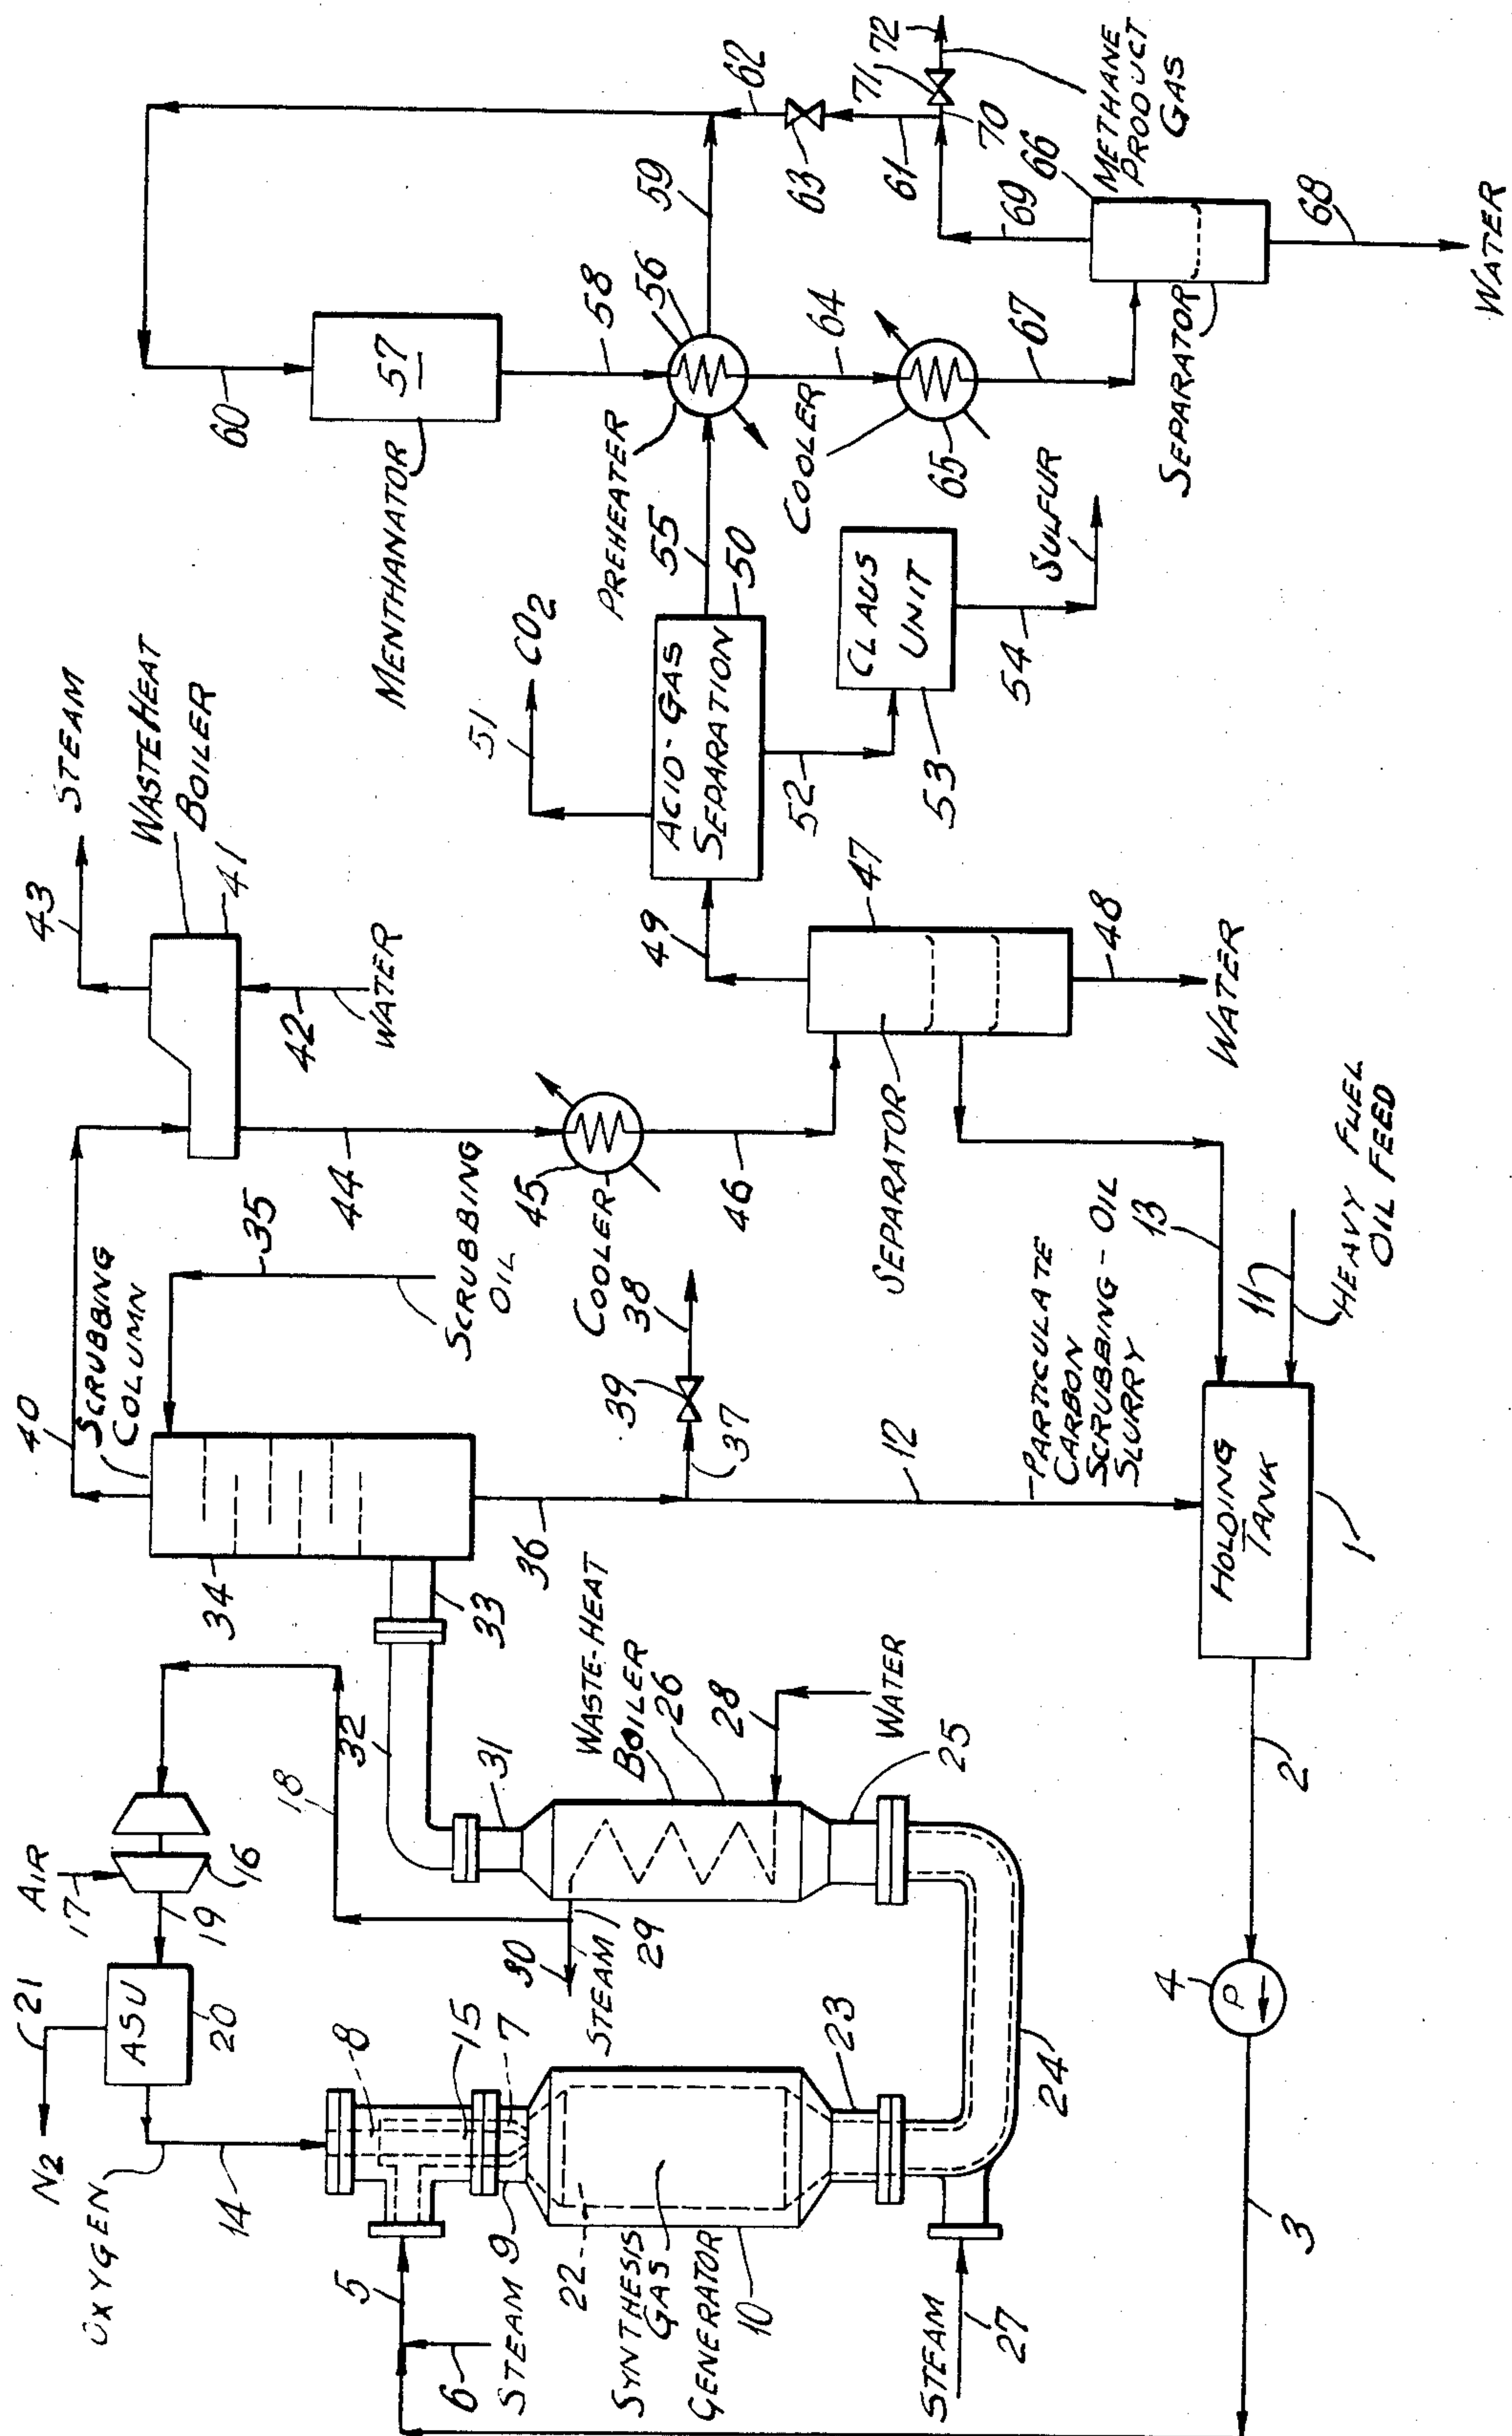 N2
21
OXYGEN
14
ASU
20
AIR
17
19
16
18
5
6
STEAM
8
15
7
9
22
SYNTHESIS
GAS
GENERATOR
10
23
24
STEAM
27
25
30
STEAM
29
WASTE-HEAT
BOILER
26
28
WATER
31
32
33
34
40
SCRUBBING
COLUMN
35
SCRUBBING
OIL
36
37
39
38
12
PARTICULATE
CARBON
SCRUBBING-OIL
SLURRY
HOLDING
TANK
1
2
4
P
3
13
11
HEAVY FUEL
OIL FEED
43
STEAM
WASTE HEAT
BOILER
41
42
WATER
44
45
COOLER
46
SEPARATOR
47
48
WATER
49
ACID-GAS
SEPARATION
50
51
CO2
52
53
CLAUS
UNIT
54
SULFUR
55
PREHEATER
56
MENTHANATOR
57
58
60
59
62
63
61
64
COOLER
65
67
SEPARATOR
66
68
WATER
69
70
71
72
METHANE
PRODUCT
GAS